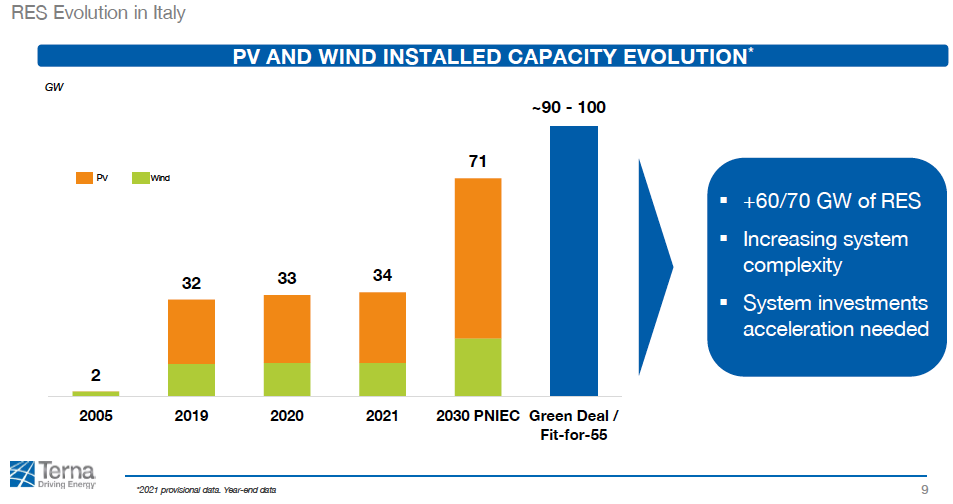 RES Evolution in Italy
PV AND WIND INSTALLED CAPACITY EVOLUTION*
GW
~90 - 100
71
PV
Wind
32
33
34
2
2005
2019
2020
2021
2030 PNIEC
Green Deal /
Fit-for-55
▪ +60/70 GW of RES
▪ Increasing system
complexity
▪ System investments
acceleration needed
Terna
Driving Energy
*2021 provisional data. Year-end data
9